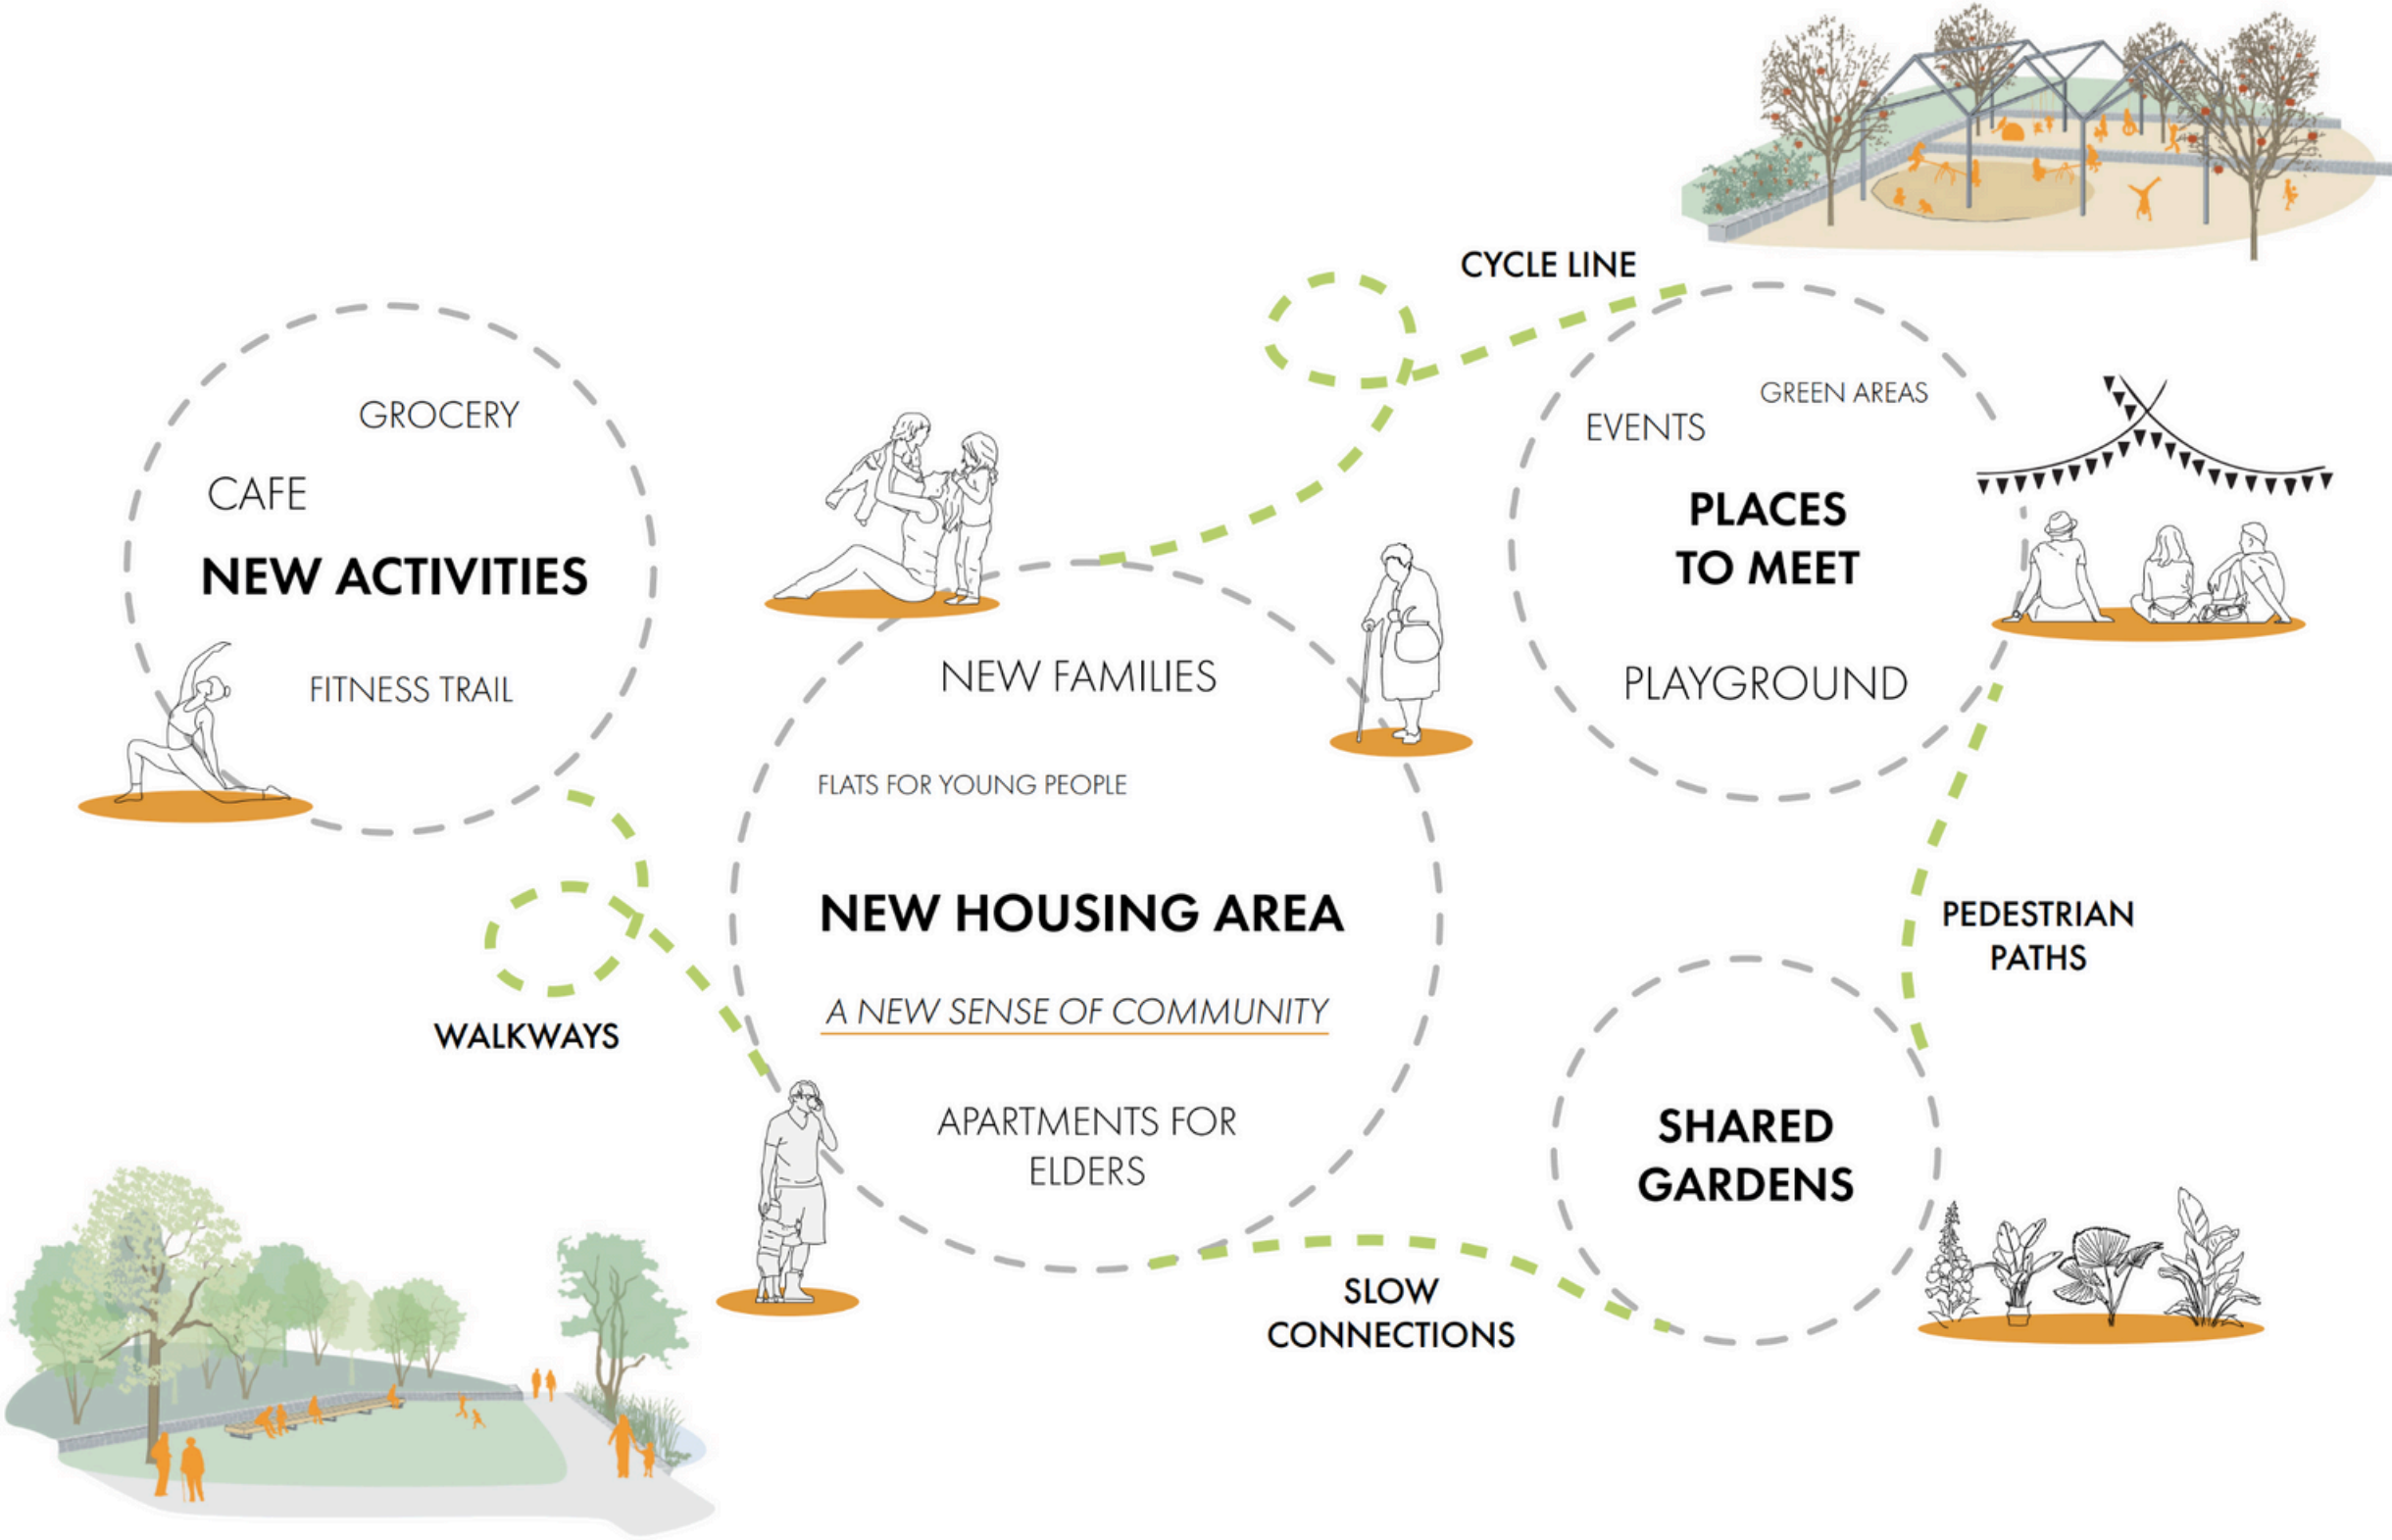 CYCLE LINE
GROCERY
CAFE
NEW ACTIVITIES
FITNESS TRAIL
GREEN AREAS
EVENTS
PLACES
TO MEET
PLAYGROUND
NEW FAMILIES
FLATS FOR YOUNG PEOPLE
NEW HOUSING AREA
A NEW SENSE OF COMMUNITY
APARTMENTS FOR
ELDERS
WALKWAYS
PEDESTRIAN
PATHS
SHARED
GARDENS
SLOW
CONNECTIONS